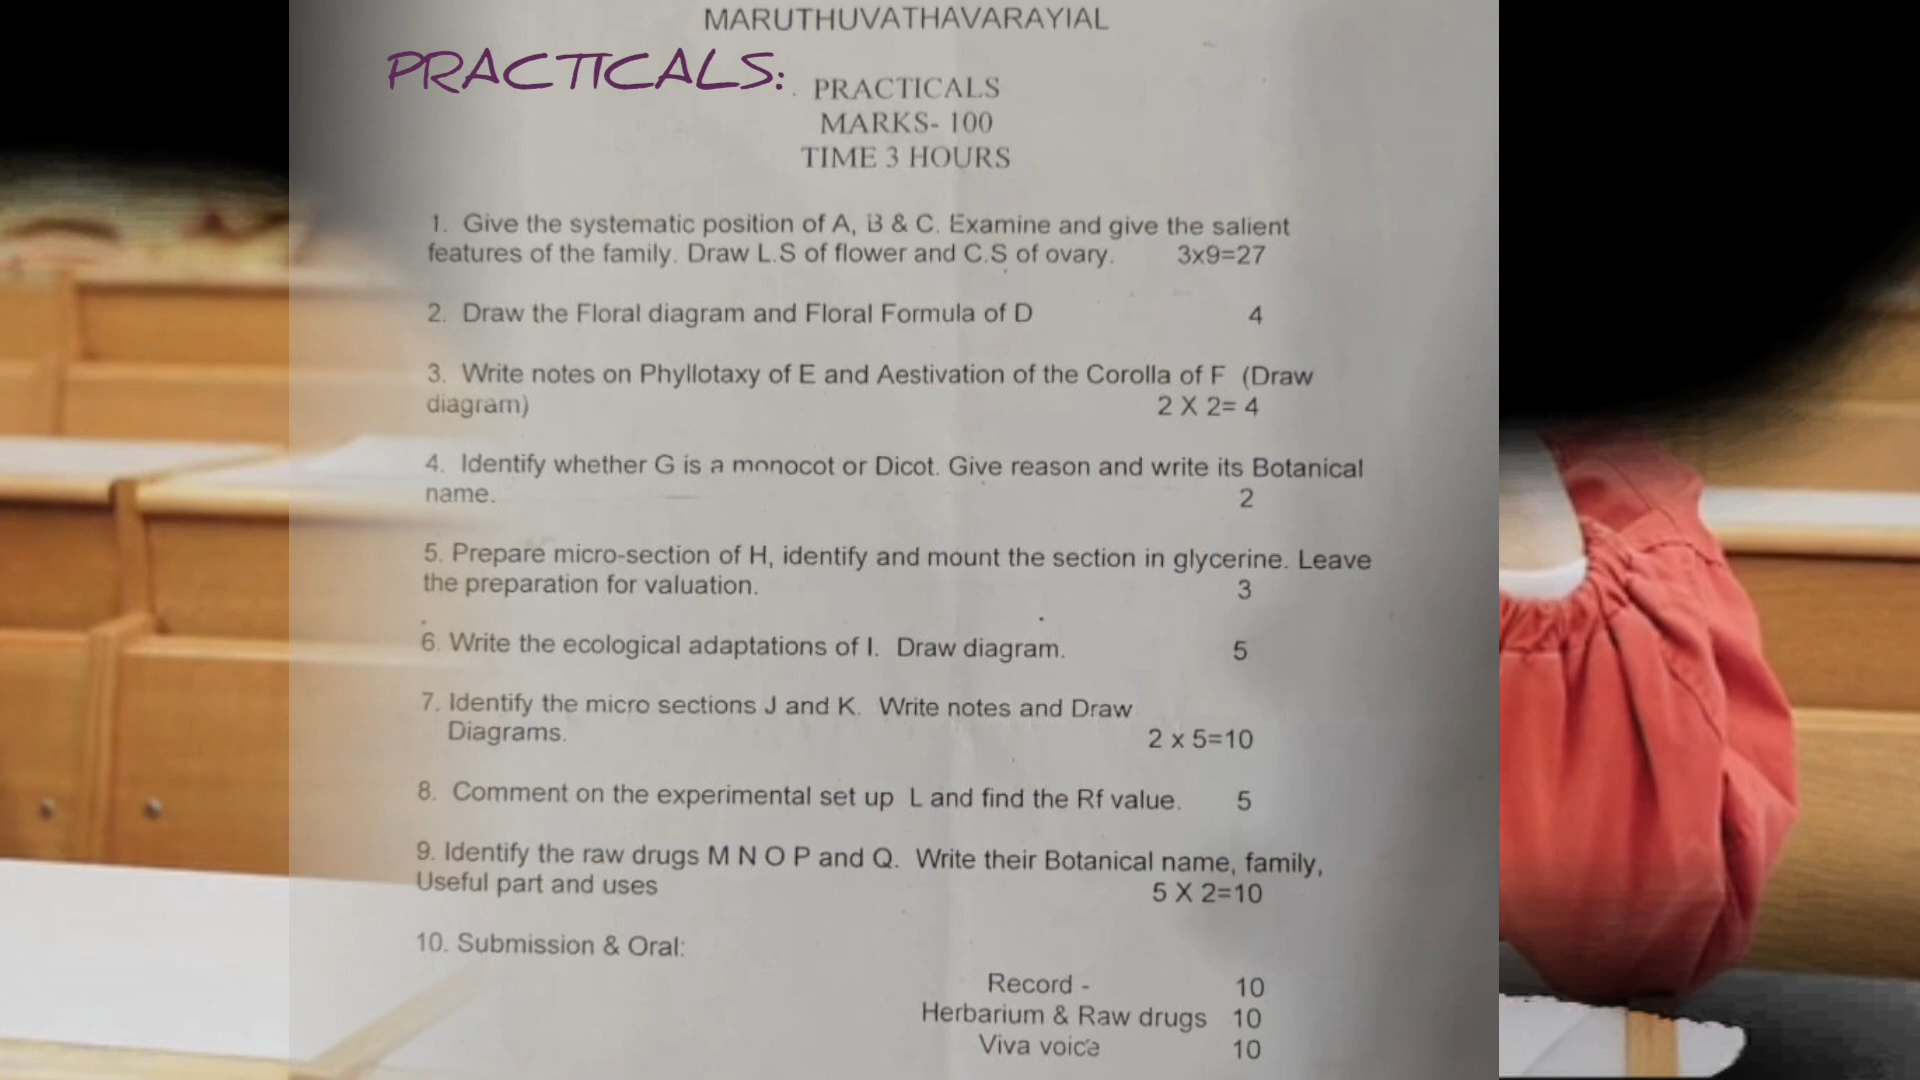 MARUTHUVATHAVARAYIAL
PRACTICALS:
PRACTICALS
MARKS- 100
TIME 3 HOURS
1. Give the systematic position of A, B & C. Examine and give the salient
features of the family. Draw L.S of flower and C.S of ovary. 3x9=27
2. Draw the Floral diagram and Floral Formula of D 4
3. Write notes on Phyllotaxy of E and Aestivation of the Corolla of F (Draw
diagram) 2 X 2= 4
4. Identify whether G is a monocot or Dicot. Give reason and write its Botanical
name. 2
5. Prepare micro-section of H, identify and mount the section in glycerine. Leave
the preparation for valuation. 3
6. Write the ecological adaptations of I. Draw diagram. 5
7. Identify the micro sections J and K. Write notes and Draw
Diagrams. 2 x 5=10
8. Comment on the experimental set up L and find the Rf value. 5
9. Identify the raw drugs M N O P and Q. Write their Botanical name, family,
Useful part and uses 5 X 2=10
10. Submission & Oral:
Record - 10
Herbarium & Raw drugs 10
Viva voice 10